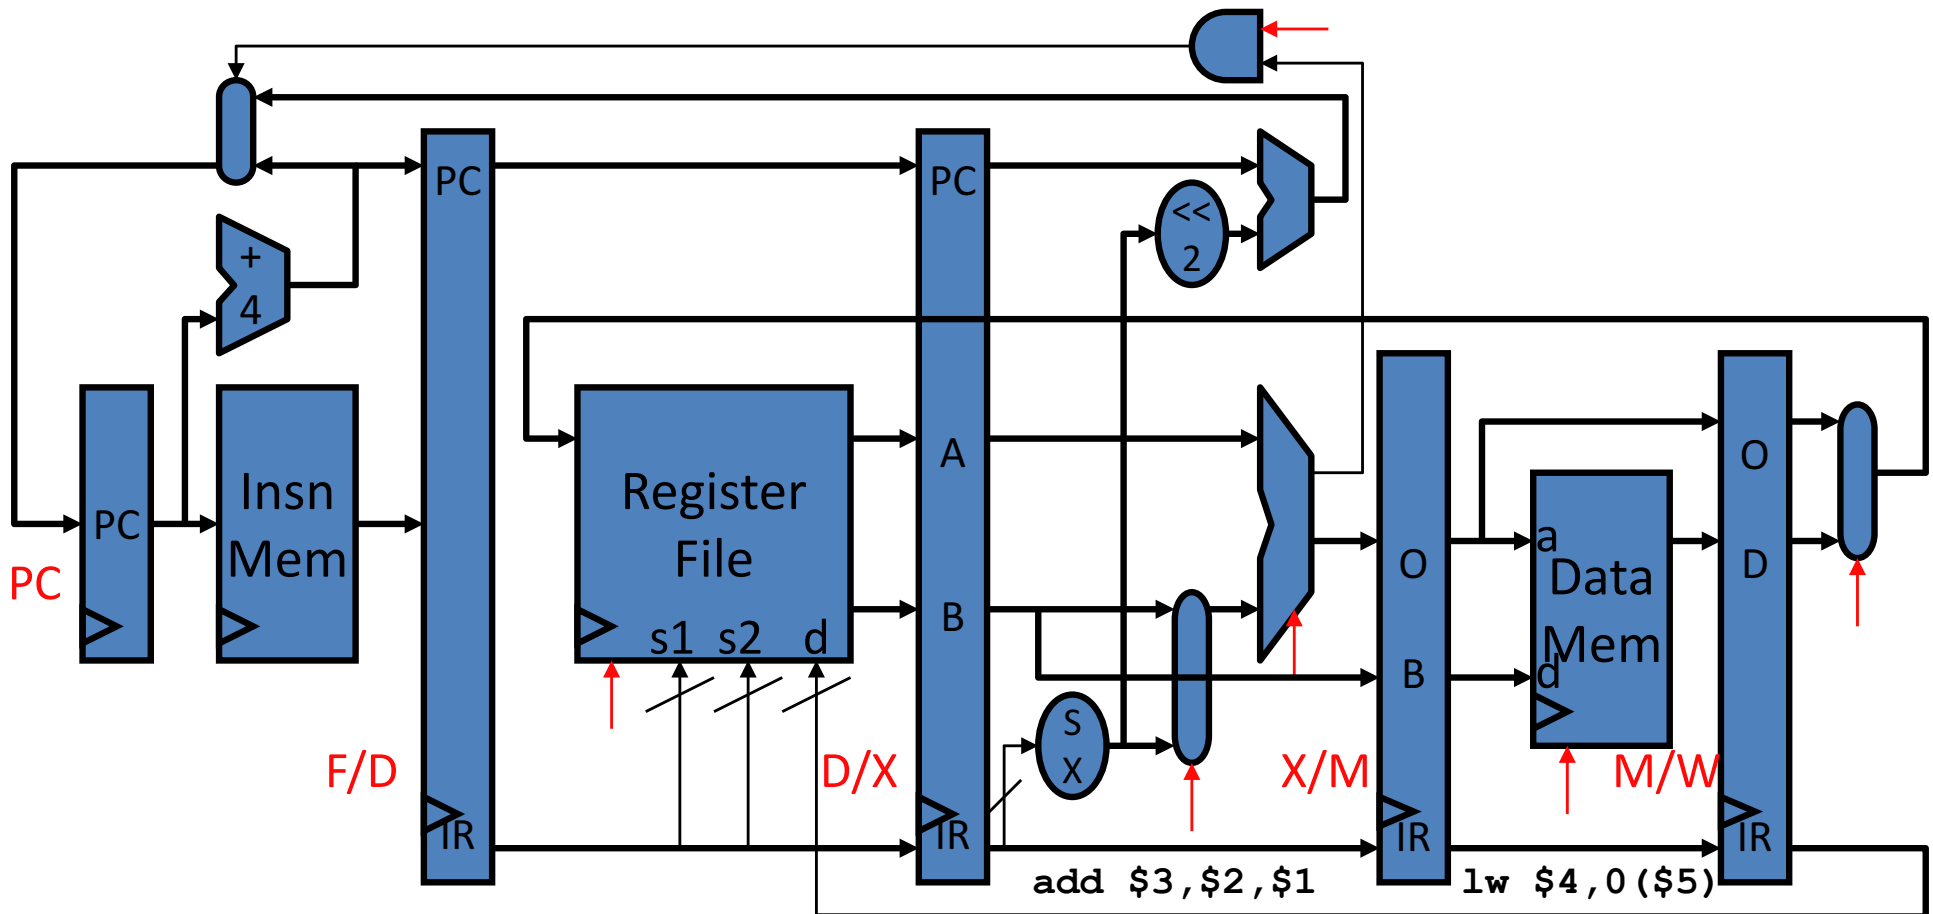 PC
PC
<<
2
+
4
A
O
Insn
Mem
Register
File
PC
a
Data
Mem
d
O
D
PC
B
s1 s2 d
B
S
X
F/D
D/X
X/M
M/W
IR
IR
IR
IR
add $3,$2,$1
lw $4,0($5)